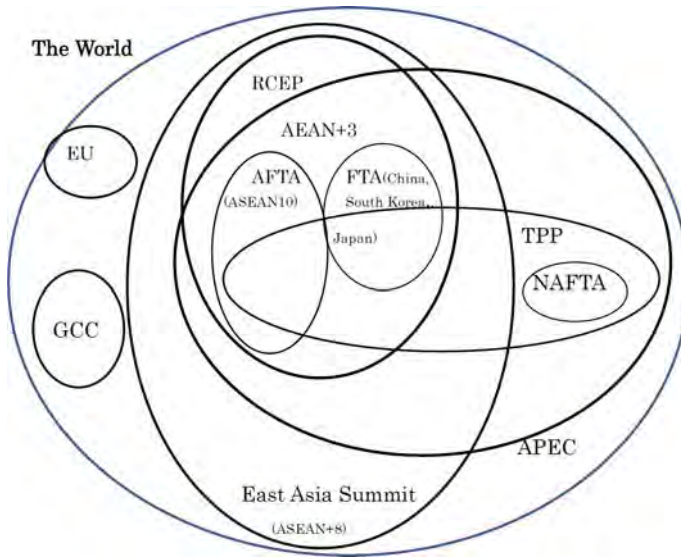 The World
RCEP
AEAN+3
EU
AFTA
(ASEAN10)
FTA(China,
South Korea,
Japan)
TPP
NAFTA
GCC
APEC
East Asia Summit
(ASEAN+8)